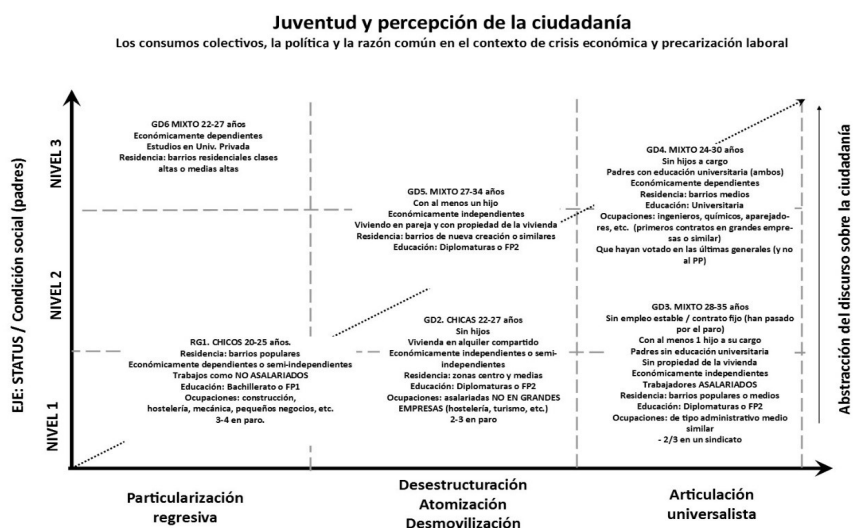 Juventud y percepción de la ciudadanía
Los consumos colectivos, la política y la razón común en el contexto de crisis económica y precarización laboral
EJE: STATUS / Condición social (padres)
NIVEL 3
NIVEL 2
NIVEL 1
GD6 MIXTO 22-27 años
Económicamente dependientes
Estudios en Univ. Privada
Residencia: barrios residenciales clases
altas o medias altas
GD5. MIXTO 27-34 años
Con al menos un hijo
Económicamente independientes
Viviendo en pareja y con propiedad de la vivienda
Residencia: barrios de nueva creación o similares
Educación: Diplomaturas o FP2
GD4. MIXTO 24-30 años
Sin hijos a cargo
Padres con educación universitaria (ambos)
Económicamente dependientes
Residencia: barrios medios
Educación: Universitaria
Ocupaciones: ingenieros, químicos, aparejado-
res, etc. (primeros contratos en grandes empre-
sas o similar)
Que hayan votado en las últimas generales (y no
al PP)
RG1. CHICOS 20-25 años.
Residencia: barrios populares
Económicamente dependientes o semi-independientes
Trabajos como NO ASALARIADOS
Educación: Bachillerato o FP1
Ocupaciones: construcción,
hostelería, mecánica, pequeños negocios, etc.
3-4 en paro.
GD2. CHICAS 22-27 años
Sin hijos
Vivienda en alquiler compartido
Económicamente independientes o semi-
independientes
Residencia: zonas centro y medias
Educación: Diplomaturas o FP2
Ocupaciones: asalariadas NO EN GRANDES
EMPRESAS (hostelería, turismo, etc.)
2-3 en paro
GD3. MIXTO 28-35 años
Sin empleo estable / contrato fijo (han pasado
por el paro)
Con al menos 1 hijo a su cargo
Padres sin educación universitaria
Sin propiedad de la vivienda
Económicamente independientes
Trabajadores ASALARIADOS
Residencia: barrios populares o medios
Educación: Diplomaturas o FP2
Ocupaciones: de tipo administrativo medio
similar
- 2/3 en un sindicato
Abstracción del discurso sobre la ciudadanía
Particularización
regresiva
Desestructuración
Atomización
Desmovilización
Articulación
universalista